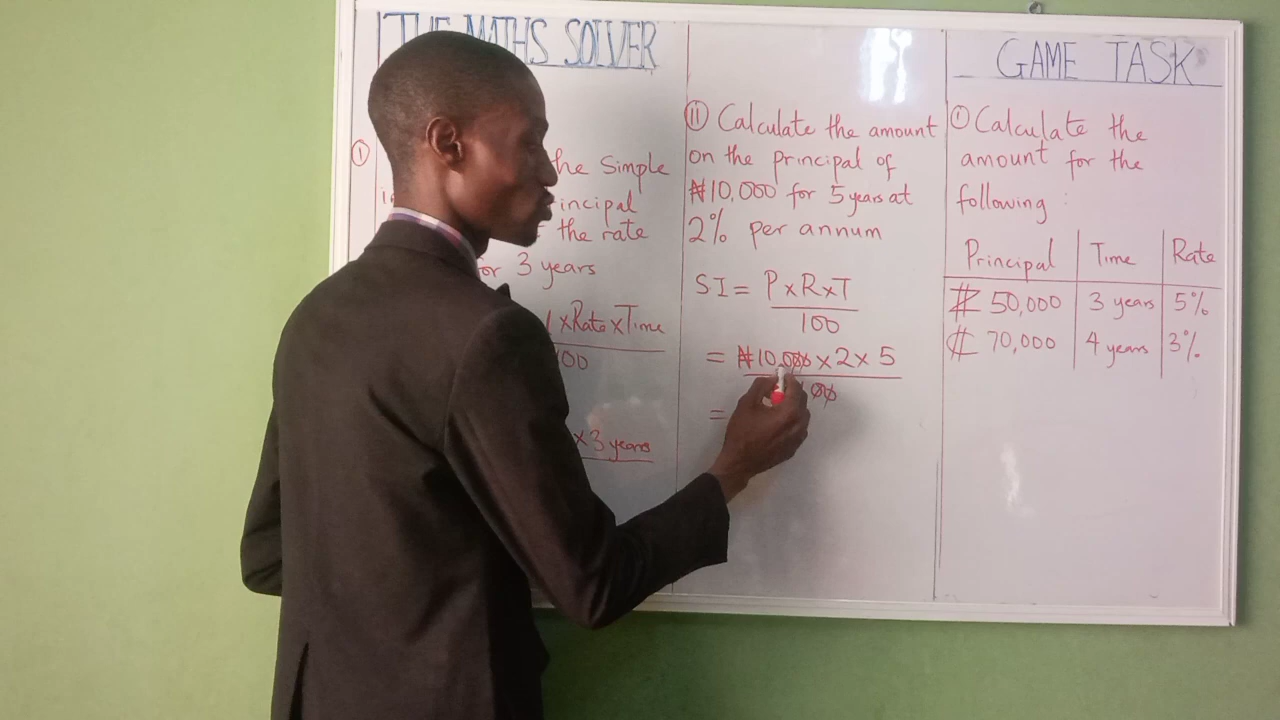 THE MATHS SOLVER
①
the Simple
incipal
the rate
for 3 years
x Rate x Time
100
x 3 years
⑪ Calculate the amount
on the principal of
₦10,000 for 5 years at
2% per annum
SI = P x R x T
100
= ₦10,000 x 2 x 5
100
=
GAME TASK
① Calculate the
amount for the
following :
Principal Time Rate
₦ 50,000 3 years 5%
₵ 70,000 4 years 3%